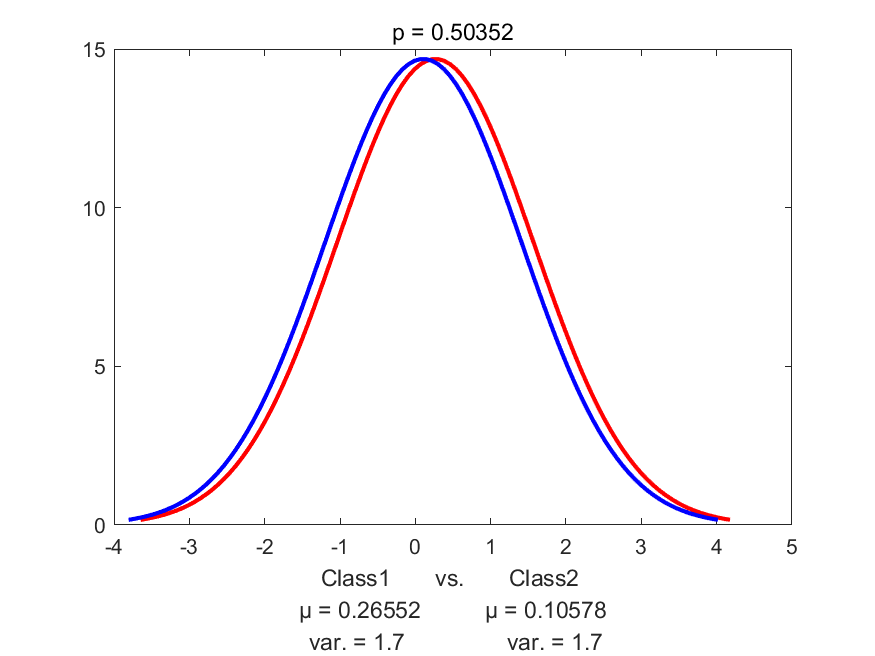 p = 0.50352
15
10
5
0
-4 -3 -2 -1 0 1 2 3 4 5
Class1 vs. Class2
μ = 0.26552 μ = 0.10578
var. = 1.7 var. = 1.7